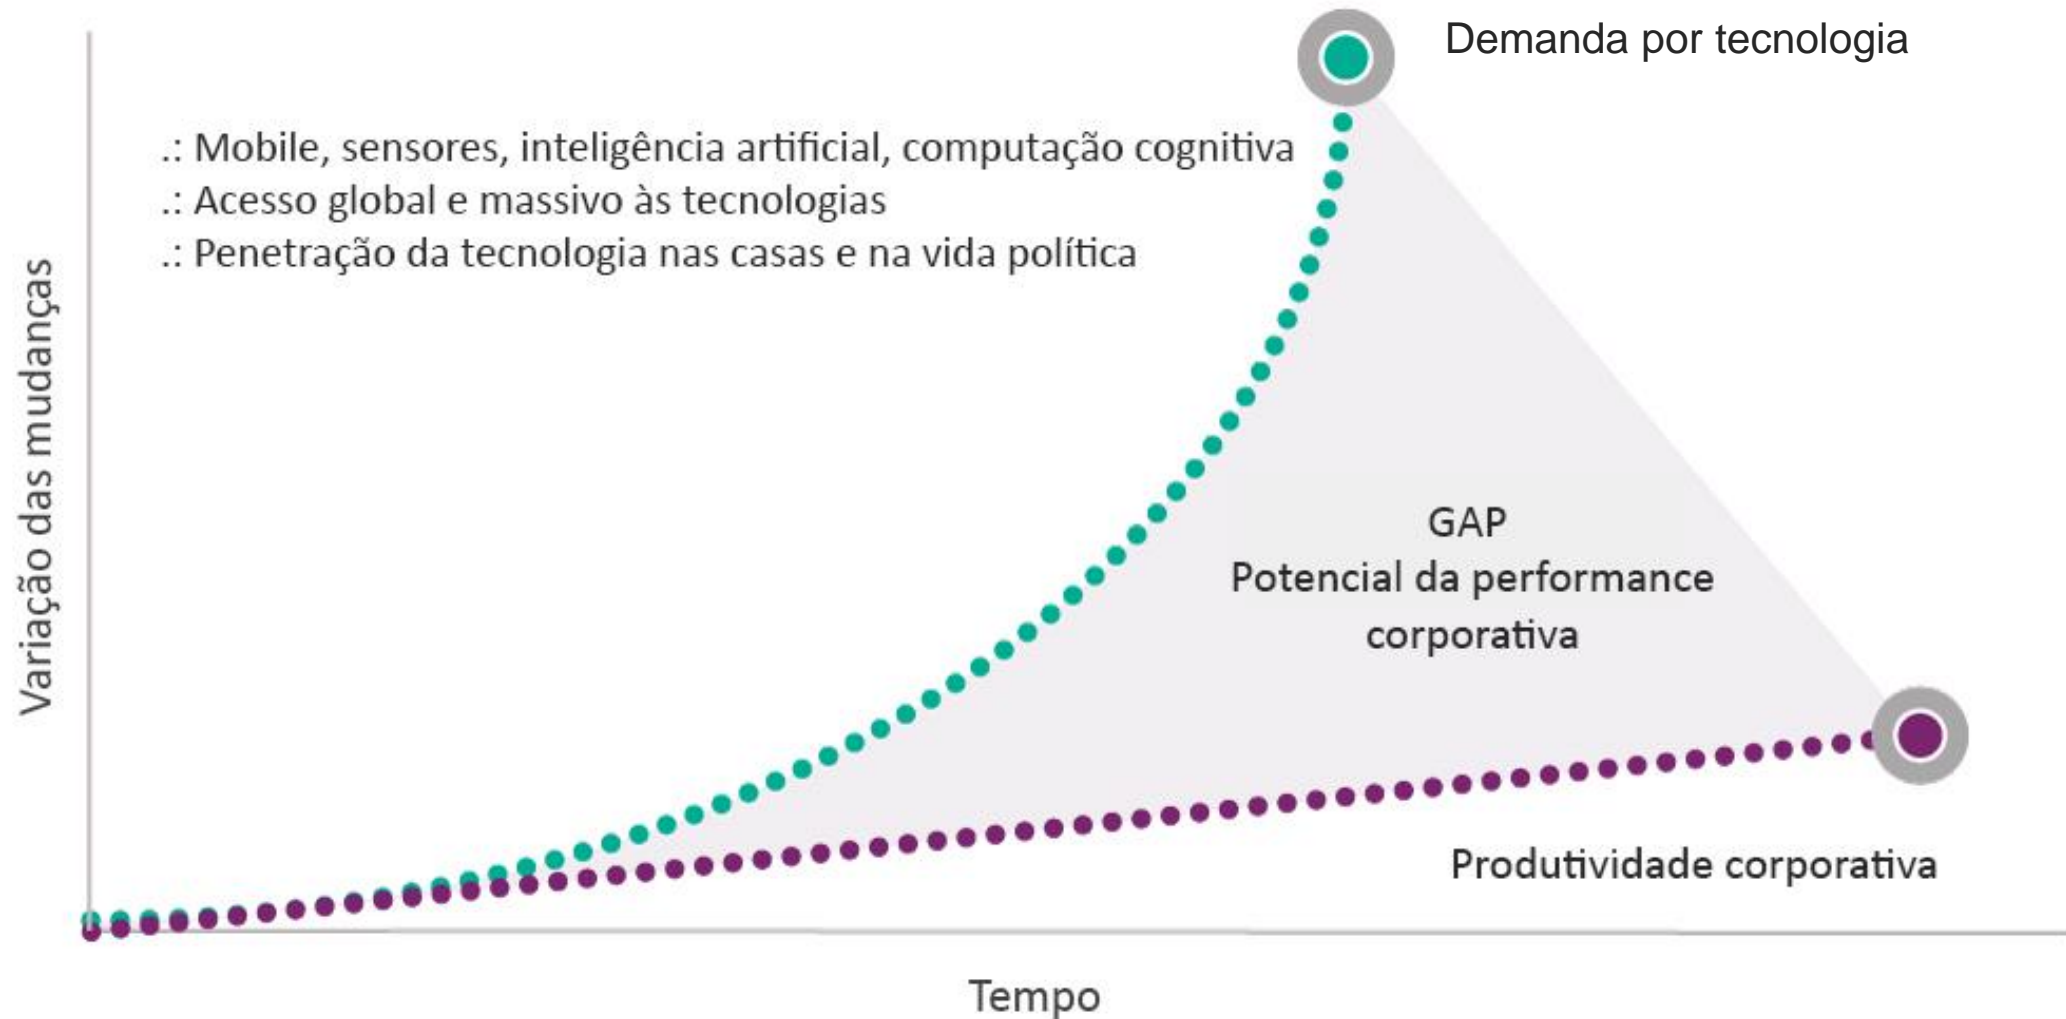 Demanda por tecnologia
.: Mobile, sensores, inteligência artificial, computação cognitiva
.: Acesso global e massivo às tecnologias
.: Penetração da tecnologia nas casas e na vida política
Variação das mudanças
GAP
Potencial da performance
corporativa
Produtividade corporativa
Tempo